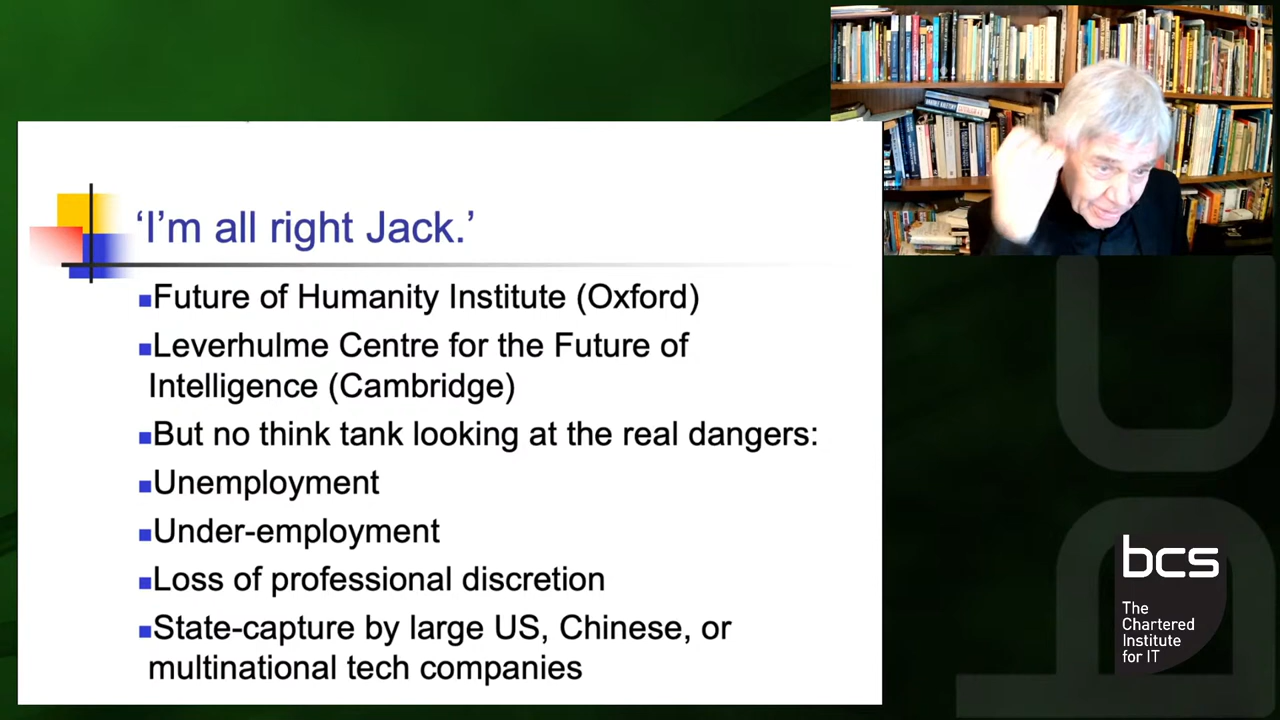 ‘I’m all right Jack.’
Future of Humanity Institute (Oxford)
Leverhulme Centre for the Future of
Intelligence (Cambridge)
But no think tank looking at the real dangers:
Unemployment
Under-employment
Loss of professional discretion
State-capture by large US, Chinese, or
multinational tech companies
bcs
The
Chartered
Institute
for IT